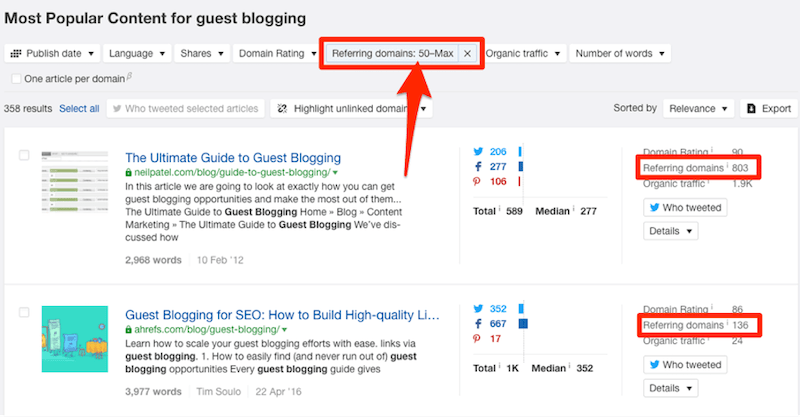 Most Popular Content for guest blogging
Publish date Language Shares Domain Rating Referring domains: 50–Max × Organic traffic Number of words
One article per domain β
358 results Select all Who tweeted selected articles Highlight unlinked domain Sorted by Relevance Export
The Ultimate Guide to Guest Blogging
neilpatel.com/blog/guide-to-guest-blogging/
In this article we are going to look at exactly how you can get
guest blogging opportunities and make the most out of them...
The Ultimate Guide to Guest Blogging Home » Blog » Content
Marketing » The Ultimate Guide to Guest Blogging We've dis-
cussed how
2,968 words 10 Feb '12
206
277
106
Total i 589 Median i 277
Domain Rating i 90
Referring domains i 803
Organic traffic i 1.9K
Who tweeted
Details
Guest Blogging for SEO: How to Build High-quality Li…
ahrefs.com/blog/guest-blogging/
Learn how to scale your guest blogging efforts with ease. links via
guest blogging. 1. How to easily find (and never run out of) guest
blogging opportunities Every guest blogging guide gives
3,977 words Tim Soulo 22 Apr '16
352
667
17
Total i 1K Median i 352
Domain Rating i 86
Referring domains i 136
Organic traffic i 24
Who tweeted
Details